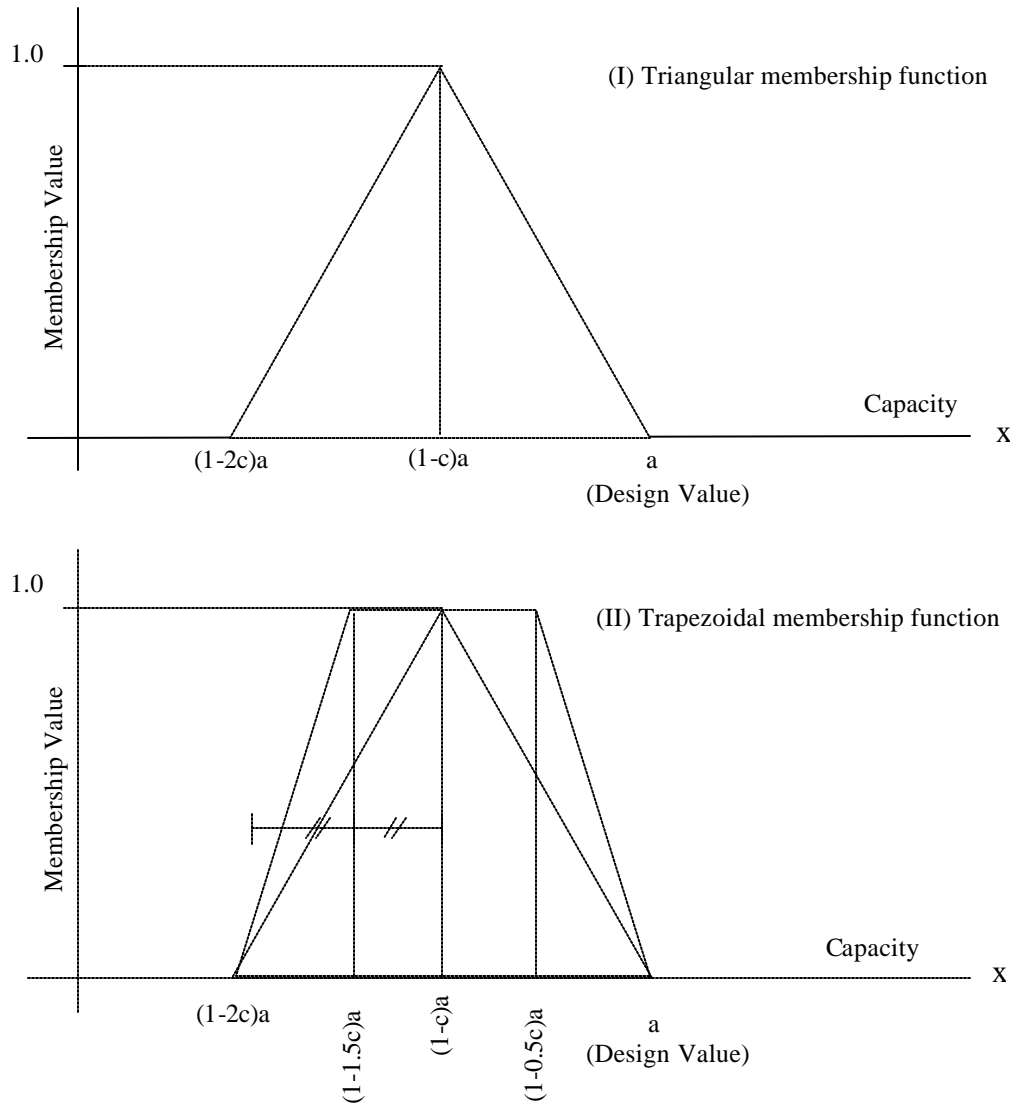 1.0
(I) Triangular membership function
Membership Value
Capacity
x
(1-2c)a
(1-c)a
a
(Design Value)
1.0
(II) Trapezoidal membership function
Membership Value
Capacity
x
(1-2c)a
(1-1.5c)a
(1-c)a
(1-0.5c)a
a
(Design Value)